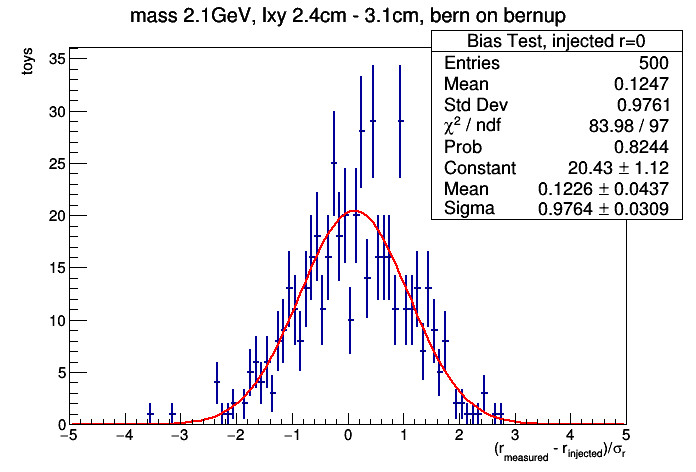 mass 2.1GeV, lxy 2.4cm - 3.1cm, bern on bernup
Bias Test, injected r=0
Entries 500
Mean 0.1247
Std Dev 0.9761
χ² / ndf 83.98 / 97
Prob 0.8244
Constant 20.43 ± 1.12
Mean 0.1226 ± 0.0437
Sigma 0.9764 ± 0.0309
toys
35
30
25
20
15
10
5
0
−5 −4 −3 −2 −1 0 1 2 3 4 5
(r_measured - r_injected)/σ_r